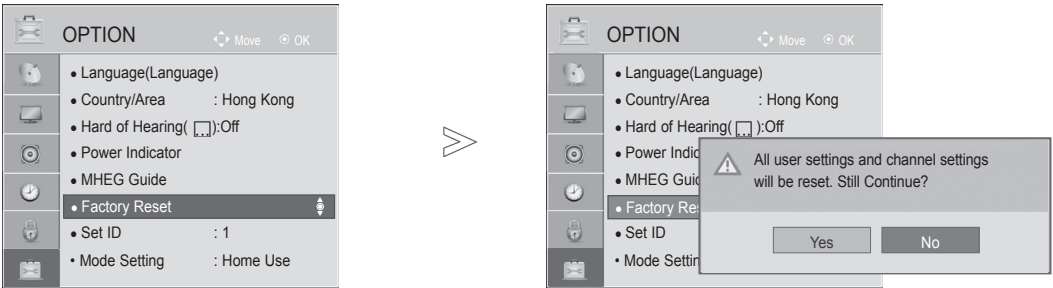 OPTION
Move OK
• Language(Language)
• Country/Area : Hong Kong
• Hard of Hearing( ):Off
• Power Indicator
• MHEG Guide
• Factory Reset
• Set ID : 1
• Mode Setting : Home Use
OPTION
Move OK
• Language(Language)
• Country/Area : Hong Kong
• Hard of Hearing( ):Off
• Power Indic
• MHEG Guid
• Factory Re
• Set ID
• Mode Settin
All user settings and channel settings
will be reset. Still Continue?
Yes No